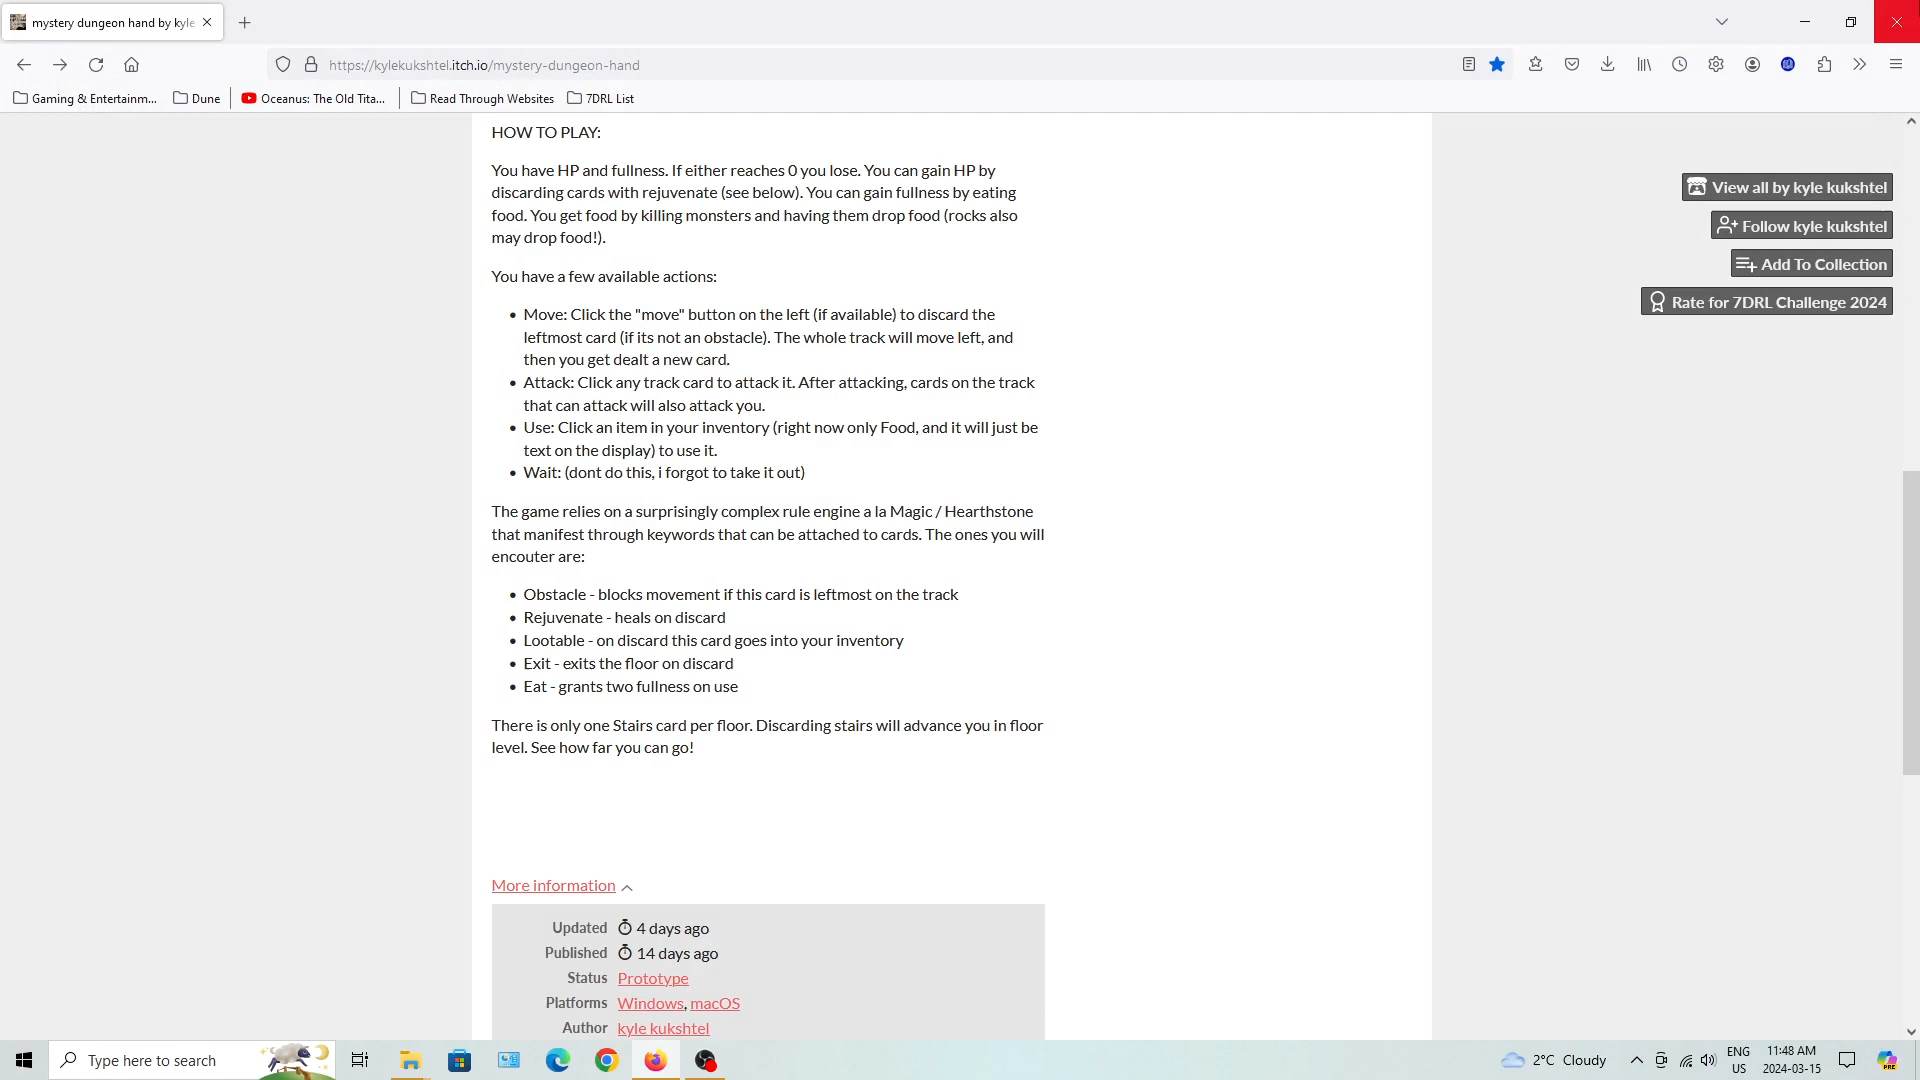 mystery dungeon hand by kyle
https://kylekukshtel.itch.io/mystery-dungeon-hand
Gaming & Entertainm...
Dune
Oceanus: The Old Tita...
Read Through Websites
7DRL List
HOW TO PLAY:
You have HP and fullness. If either reaches 0 you lose. You can gain HP by
discarding cards with rejuvenate (see below). You can gain fullness by eating
food. You get food by killing monsters and having them drop food (rocks also
may drop food!).
You have a few available actions:
• Move: Click the "move" button on the left (if available) to discard the
leftmost card (if its not an obstacle). The whole track will move left, and
then you get dealt a new card.
• Attack: Click any track card to attack it. After attacking, cards on the track
that can attack will also attack you.
• Use: Click an item in your inventory (right now only Food, and it will just be
text on the display) to use it.
• Wait: (dont do this, i forgot to take it out)
The game relies on a surprisingly complex rule engine a la Magic / Hearthstone
that manifest through keywords that can be attached to cards. The ones you will
encouter are:
• Obstacle - blocks movement if this card is leftmost on the track
• Rejuvenate - heals on discard
• Lootable - on discard this card goes into your inventory
• Exit - exits the floor on discard
• Eat - grants two fullness on use
There is only one Stairs card per floor. Discarding stairs will advance you in floor
level. See how far you can go!
More information
Updated 4 days ago
Published 14 days ago
Status Prototype
Platforms Windows, macOS
Author kyle kukshtel
View all by kyle kukshtel
Follow kyle kukshtel
Add To Collection
Rate for 7DRL Challenge 2024
Type here to search
2°C Cloudy
ENG
US
11:48 AM
2024-03-15
PRE